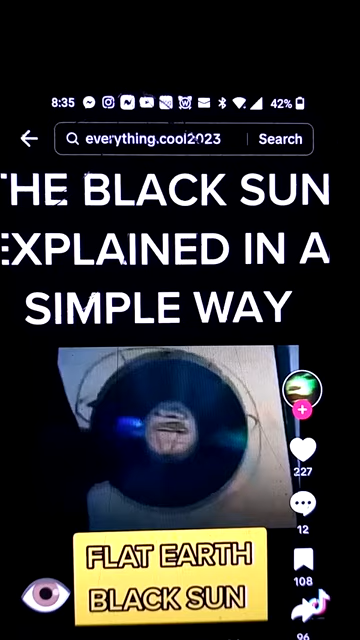 8:35
42%
everything.cool2023
Search
THE BLACK SUN
EXPLAINED IN A
SIMPLE WAY
227
12
108
96
FLAT EARTH
BLACK SUN